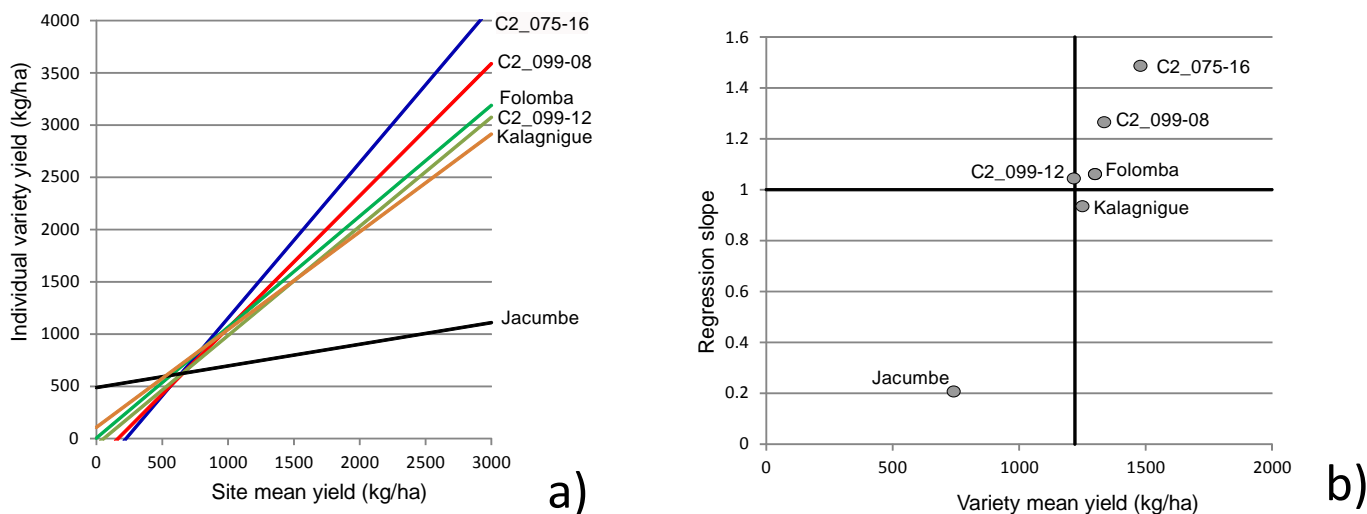 4000
3500
3000
2500
2000
1500
1000
500
0
0 500 1000 1500 2000 2500 3000
Individual variety yield (kg/ha)
Site mean yield (kg/ha)
C2_075-16
C2_099-08
Folomba
C2_099-12
Kalagnigue
Jacumbe
a)
1.6
1.4
1.2
1
0.8
0.6
0.4
0.2
0
0 500 1000 1500 2000
Regression slope
Variety mean yield (kg/ha)
C2_075-16
C2_099-08
C2_099-12
Folomba
Kalagnigue
Jacumbe
b)